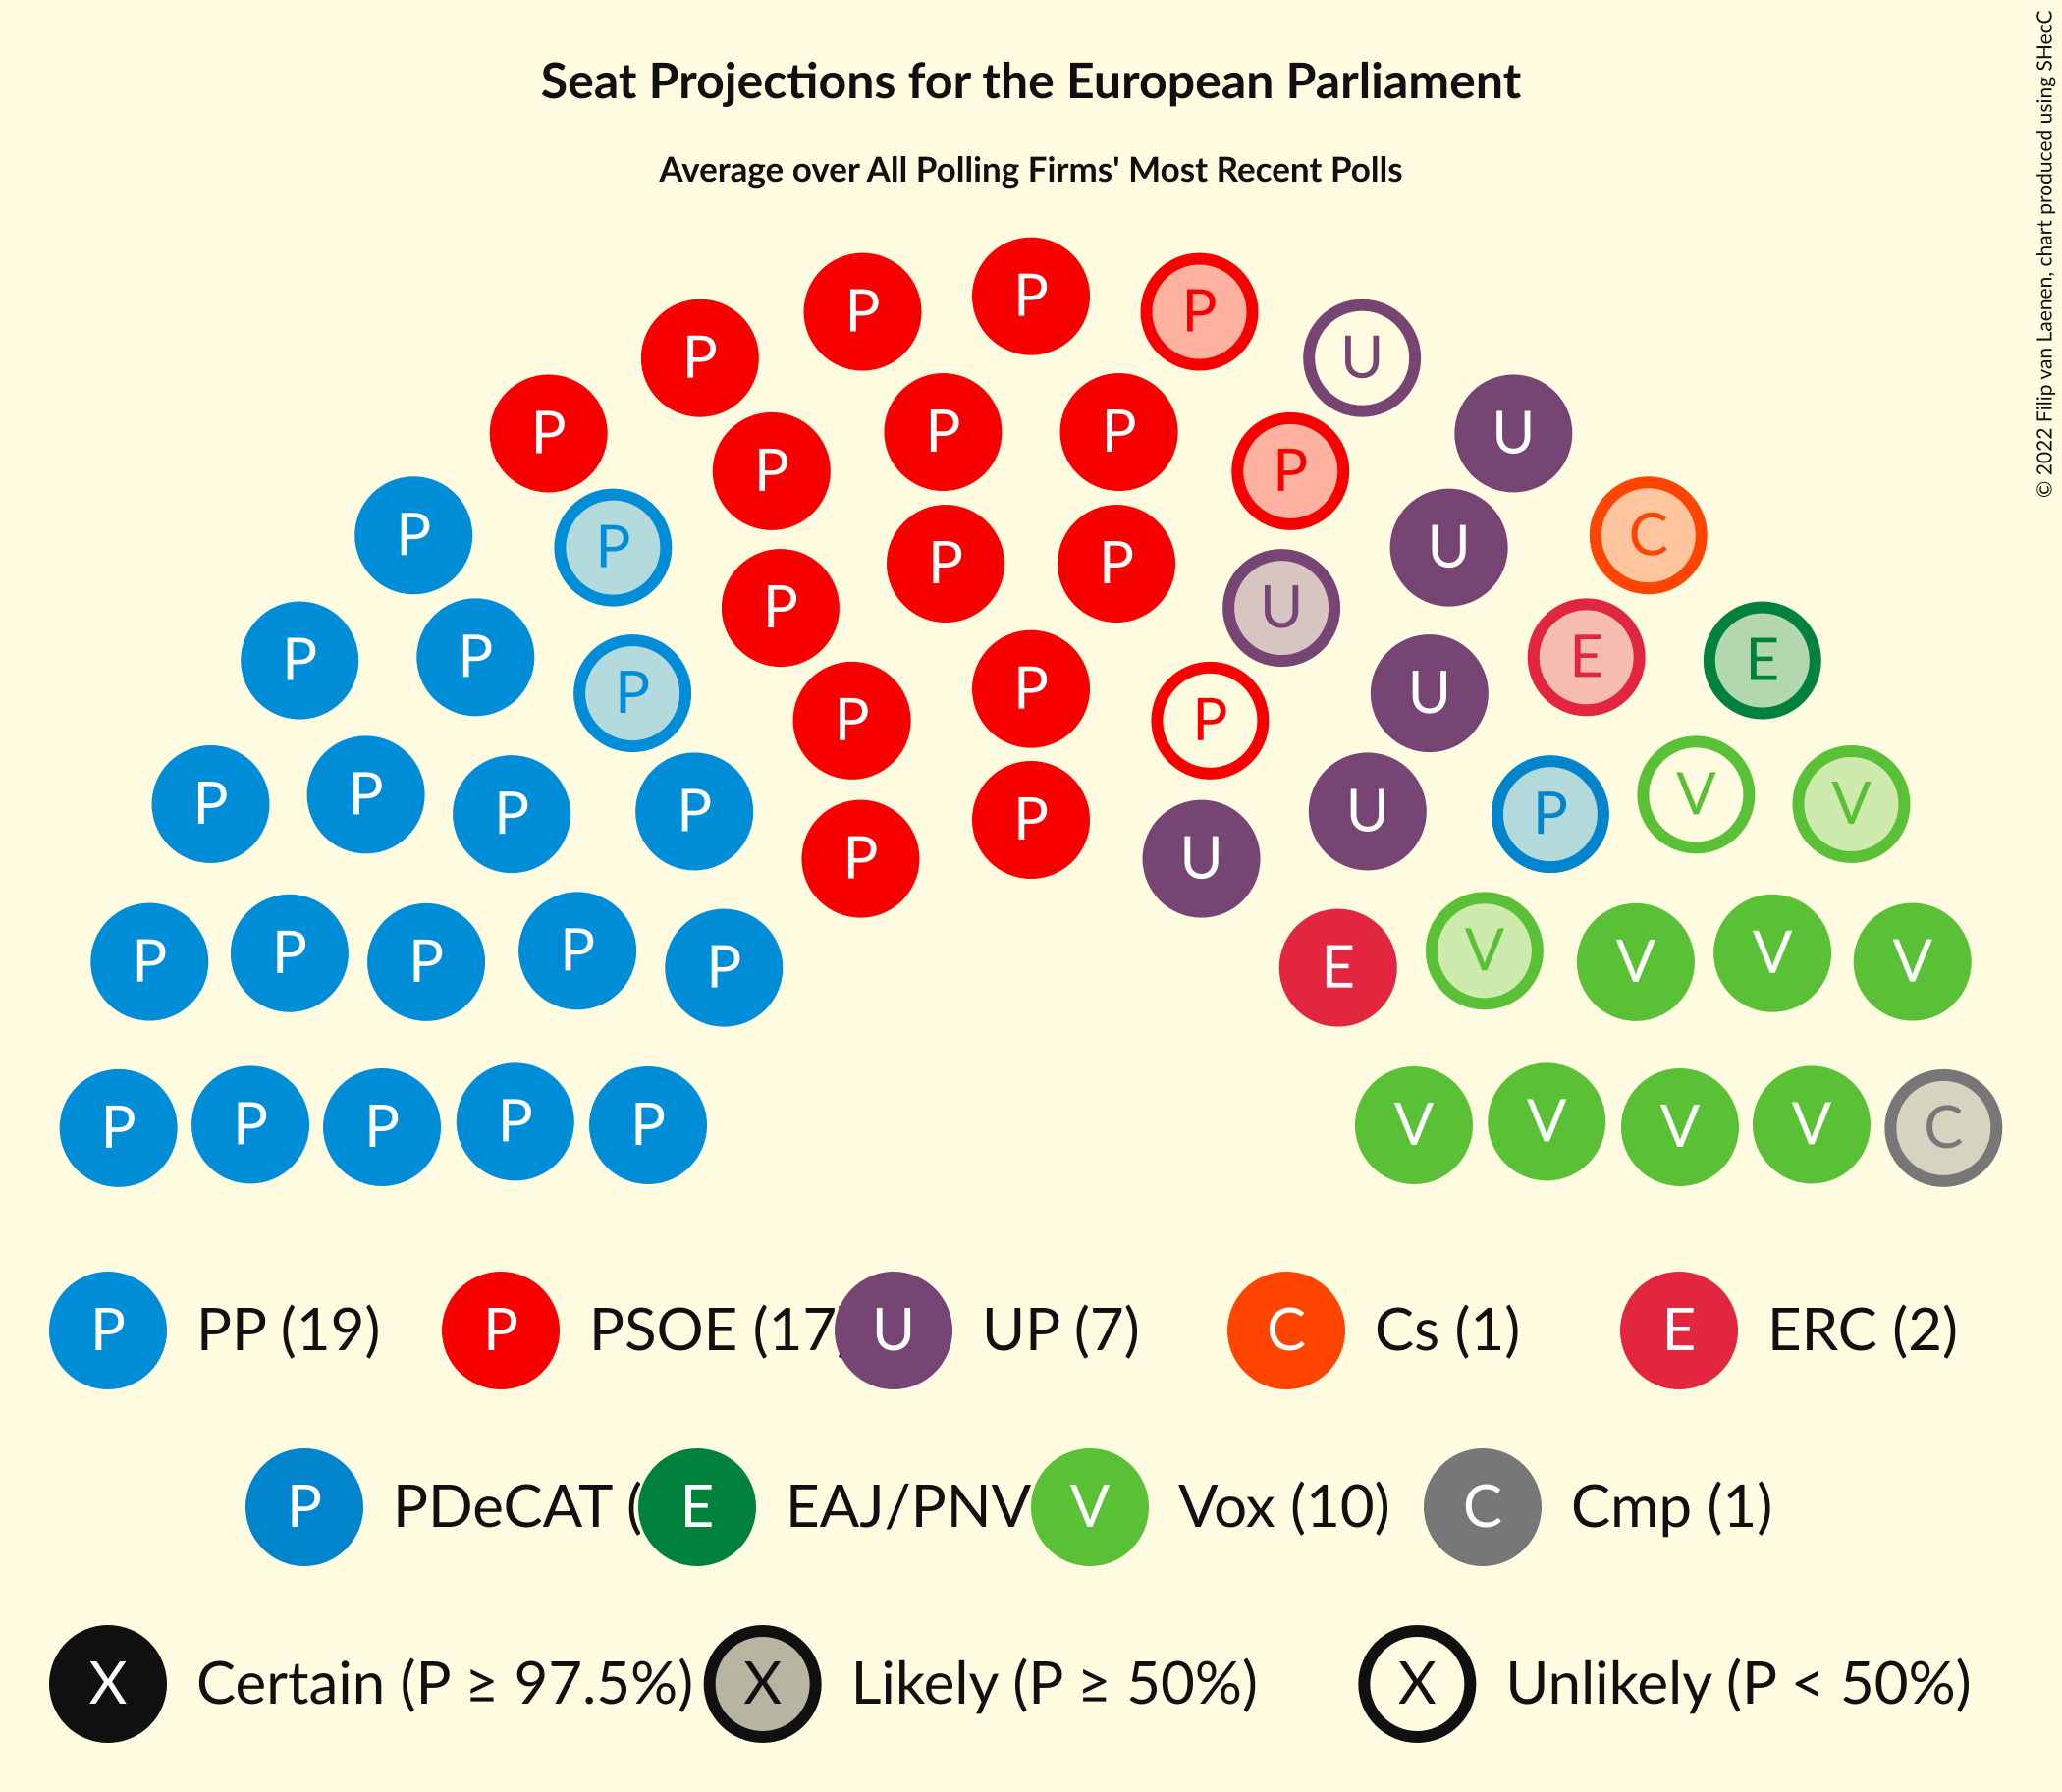 Seat Projections for the European Parliament
Average over All Polling Firms' Most Recent Polls
© 2022 Filip van Laenen, chart produced using SHecC
P
P P
P U
P P P P U
P P U
P P P P C
P U
P P E E
P P U
P P P
P P P P U P V V
P P U
P P P P P E V V V V
P P P P P V V V V C
P PP (19) P PSOE (17 U UP (7) C Cs (1) E ERC (2)
P PDeCAT ( E EAJ/PNV V Vox (10) C Cmp (1)
X Certain (P ≥ 97.5%) X Likely (P ≥ 50%) X Unlikely (P < 50%)